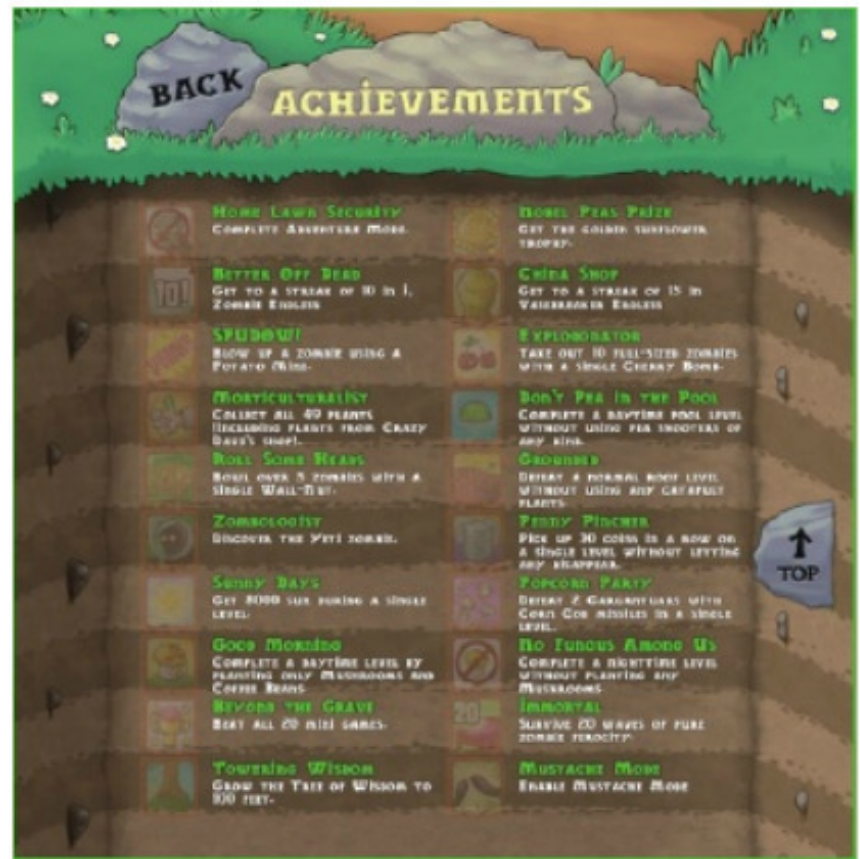 BACK
ACHIEVEMENTS
HOME LAWN SECURITY
COMPLETE ADVENTURE MODE.
NOBEL PEAS PRIZE
GET THE GOLDEN SUNFLOWER
TROPHY.
BETTER OFF DEAD
GET TO A STREAK OF 10 IN I,
ZOMBIE ENDLESS
CHINA SHOP
GET TO A STREAK OF 15 IN
VASEBREAKER ENDLESS
SPUDOW!
BLOW UP A ZOMBIE USING A
POTATO MINE.
EXPLODONATOR
TAKE OUT 10 FULL-SIZED ZOMBIES
WITH A SINGLE CHERRY BOMB.
MORTICULTURALIST
COLLECT ALL 49 PLANTS
(INCLUDING PLANTS FROM CRAZY
DAVE'S SHOP).
DON'T PEA IN THE POOL
COMPLETE A DAYTIME POOL LEVEL
WITHOUT USING PEA SHOOTERS OF
ANY KIND.
ROLL SOME HEADS
BOWL OVER 5 ZOMBIES WITH A
SINGLE WALL-NUT.
GROUNDED
DEFEAT A NORMAL ROOF LEVEL
WITHOUT USING ANY CATAPULT
PLANTS.
ZOMBOLOGIST
DISCOVER THE YETI ZOMBIE.
PENNY PINCHER
PICK UP 30 COINS IN A ROW ON
A SINGLE LEVEL WITHOUT LETTING
ANY DISAPPEAR.
SUNNY DAYS
GET 8000 SUN DURING A SINGLE
LEVEL.
POPCORN PARTY
DEFEAT 2 GARGANTUARS WITH
CORN COB MISSILES IN A SINGLE
LEVEL.
GOOD MORNING
COMPLETE A DAYTIME LEVEL BY
PLANTING ONLY MUSHROOMS AND
COFFEE BEANS
NO FUNGUS AMONG US
COMPLETE A NIGHTTIME LEVEL
WITHOUT PLANTING ANY
MUSHROOMS
BEYOND THE GRAVE
BEAT ALL 20 MINI GAMES.
IMMORTAL
SURVIVE 20 WAVES OF PURE
ZOMBIE FEROCITY.
TOWERING WISDOM
GROW THE TREE OF WISDOM TO
100 FEET.
MUSTACHE MODE
ENABLE MUSTACHE MODE
10!
20
TOP